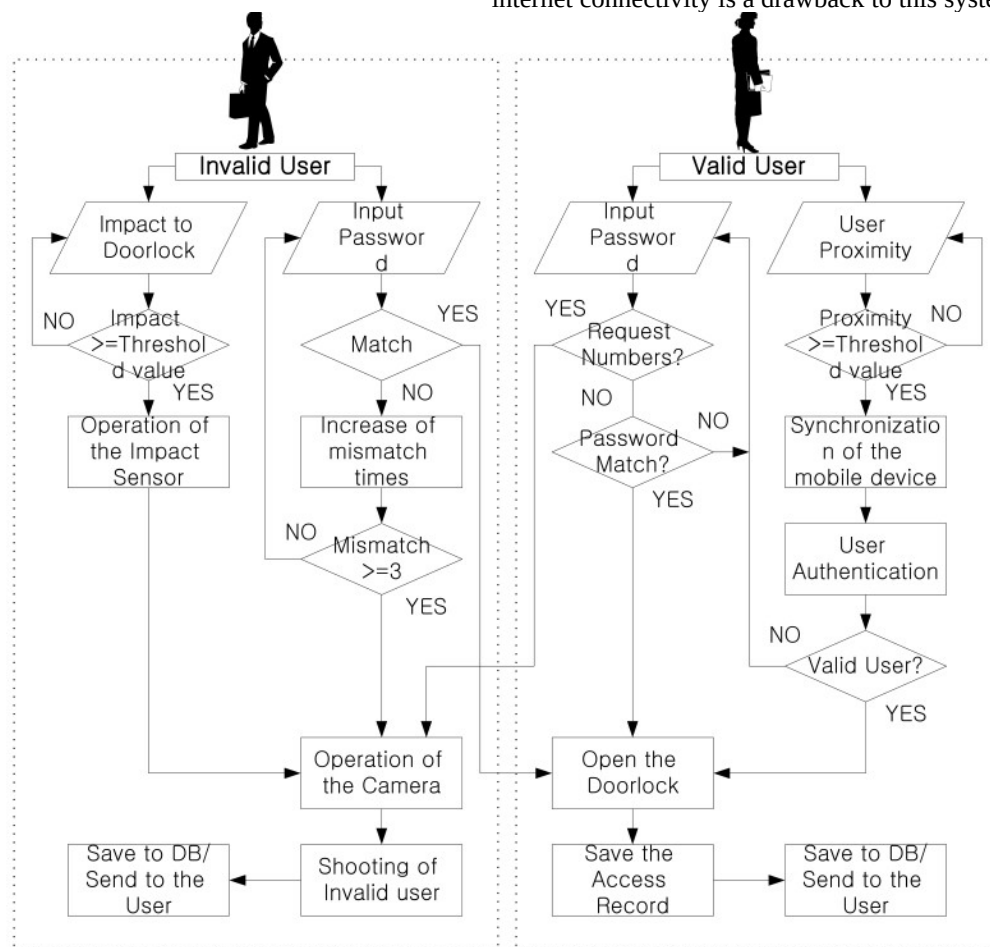 internet connectivity is a drawback to this syste
Invalid User
Valid User
Impact to
Doorlock
Input
Passwor
d
Input
Passwor
d
User
Proximity
NO
Impact
>=Threshol
d value
YES
YES
Match
NO
YES
Request
Numbers?
NO
Proximity
>=Threshol
d value
NO
YES
Operation of
the Impact
Sensor
Increase of
mismatch
times
Password
Match?
NO
YES
Synchronizatio
n of the
mobile device
NO
Mismatch
>=3
YES
User
Authentication
NO
Valid User?
YES
Operation of
the Camera
Open the
Doorlock
Save to DB/
Send to the
User
Shooting of
Invalid user
Save the
Access
Record
Save to DB/
Send to the
User